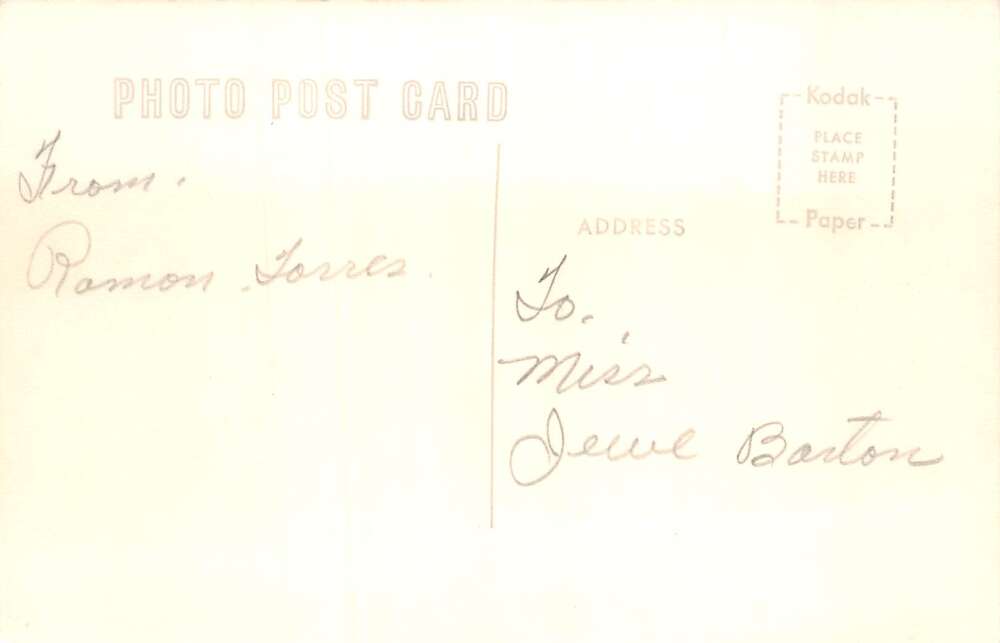 PHOTO POST CARD
Kodak
PLACE
STAMP
HERE
Paper
ADDRESS
From.
Ramon Torres.
To.
Miss
Jewel Barton